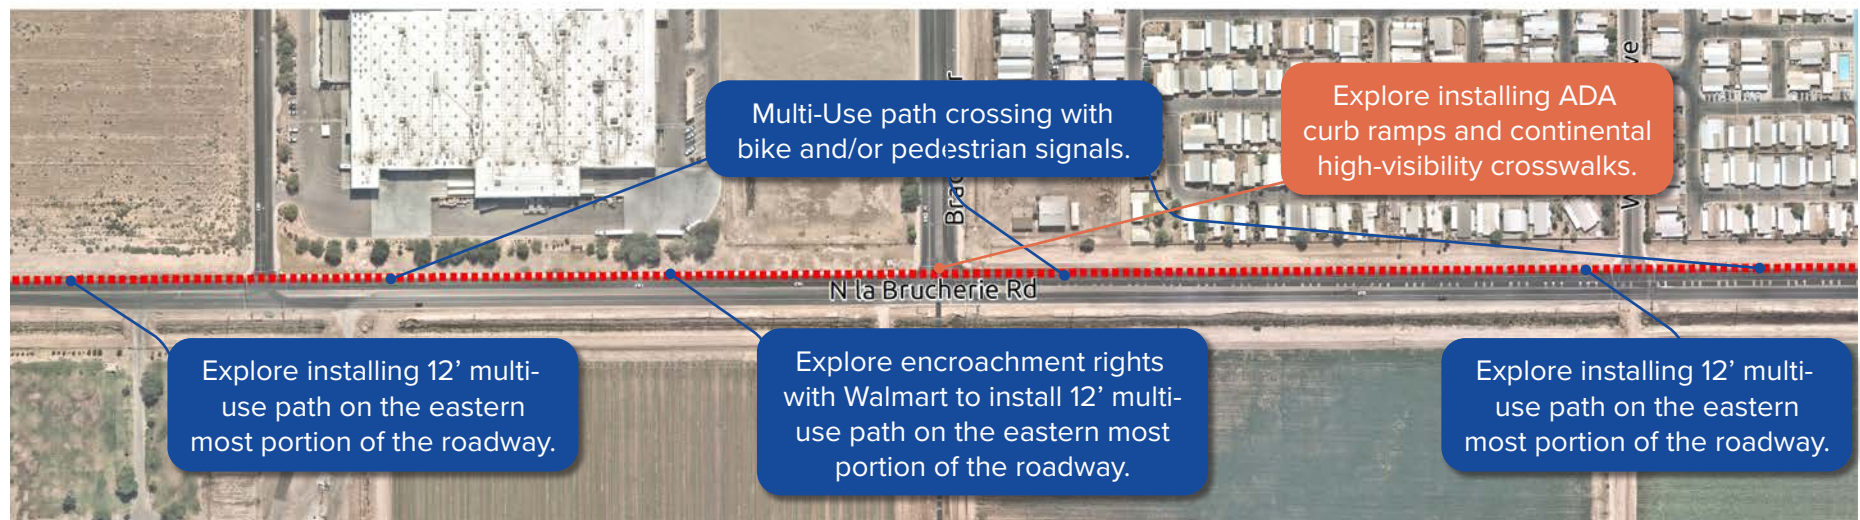 Multi-Use path crossing with
bike and/or pedestrian signals.
Explore installing ADA
curb ramps and continental
high-visibility crosswalks.
N la Brucherie Rd
Explore installing 12’ multi-
use path on the eastern
most portion of the roadway.
Explore encroachment rights
with Walmart to install 12’ multi-
use path on the eastern most
portion of the roadway.
Explore installing 12’ multi-
use path on the eastern
most portion of the roadway.